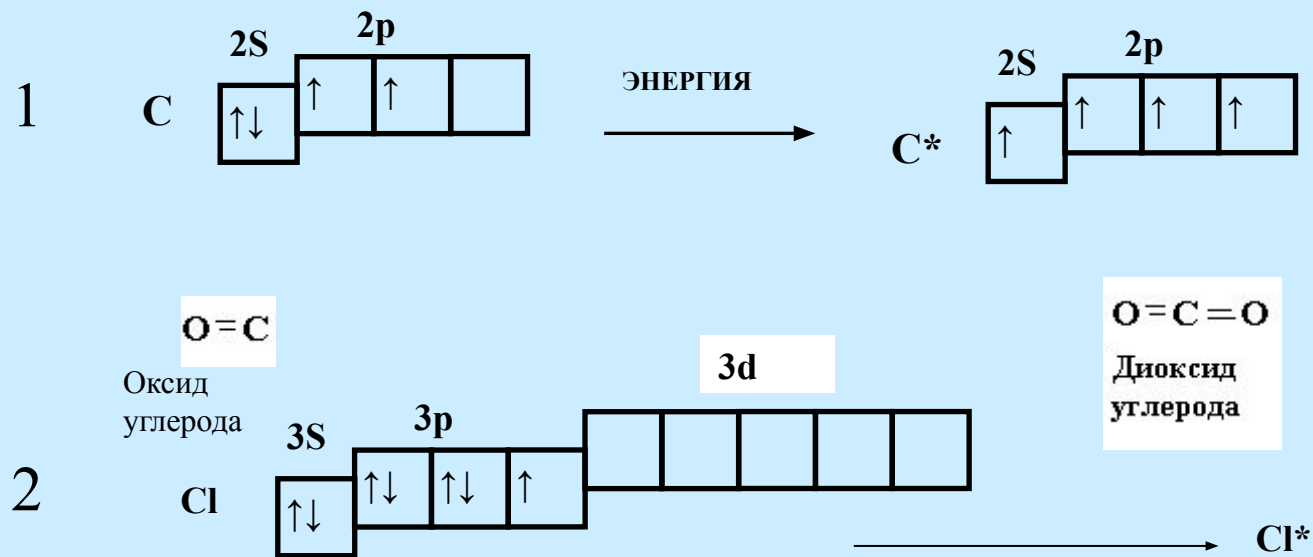 2S 2p
1 C ↑↓ ↑ ↑
ЭНЕРГИЯ
2S 2p
C* ↑ ↑ ↑ ↑
O=C
Оксид
углерода
O=C=O
Диоксид
углерода
3S 3p 3d
2 Cl ↑↓ ↑↓ ↑↓ ↑
Cl*